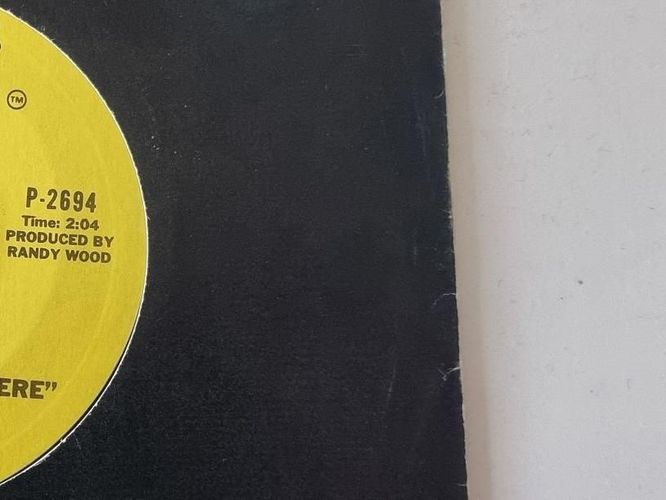 TM
P-2694
Time: 2:04
PRODUCED BY
RANDY WOOD
ERE”